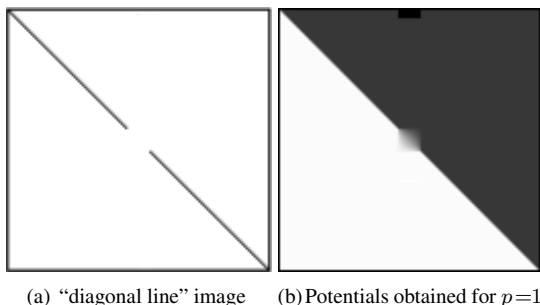 (a) “diagonal line” image (b) Potentials obtained for p=1